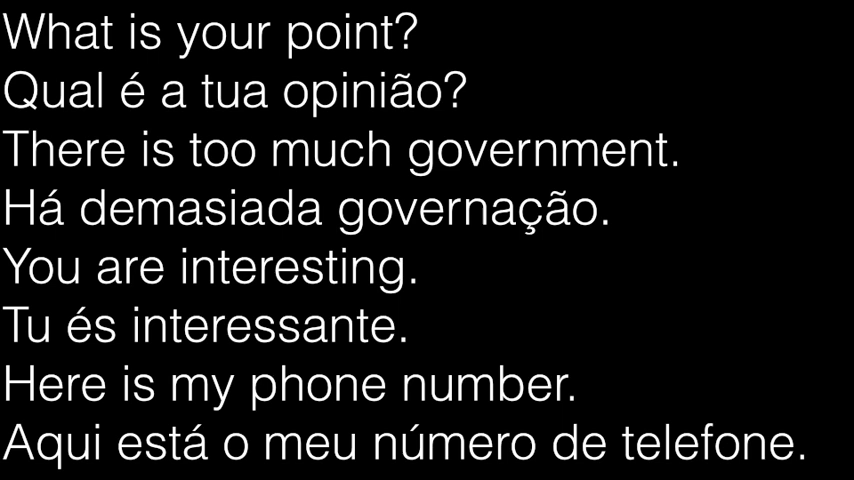 What is your point?
Qual é a tua opinião?
There is too much government.
Há demasiada governação.
You are interesting.
Tu és interessante.
Here is my phone number.
Aqui está o meu número de telefone.